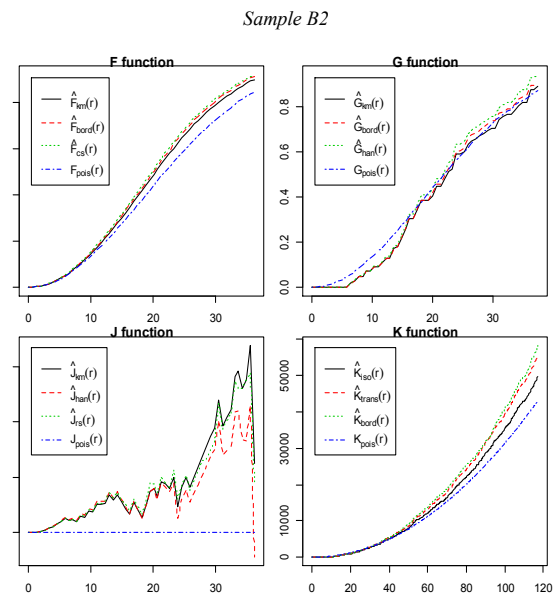 Sample B2
F function
F̂km(r)
F̂bord(r)
F̂cs(r)
Fpois(r)
0 10 20 30
G function
Ĝkm(r)
Ĝbord(r)
Ĝhan(r)
Gpois(r)
0.0 0.2 0.4 0.6 0.8
0 10 20 30
J function
Ĵkm(r)
Ĵhan(r)
Ĵrs(r)
Jpois(r)
0 10 20 30
K function
K̂iso(r)
K̂trans(r)
K̂bord(r)
Kpois(r)
0 10000 30000 50000
0 20 40 60 80 100 120